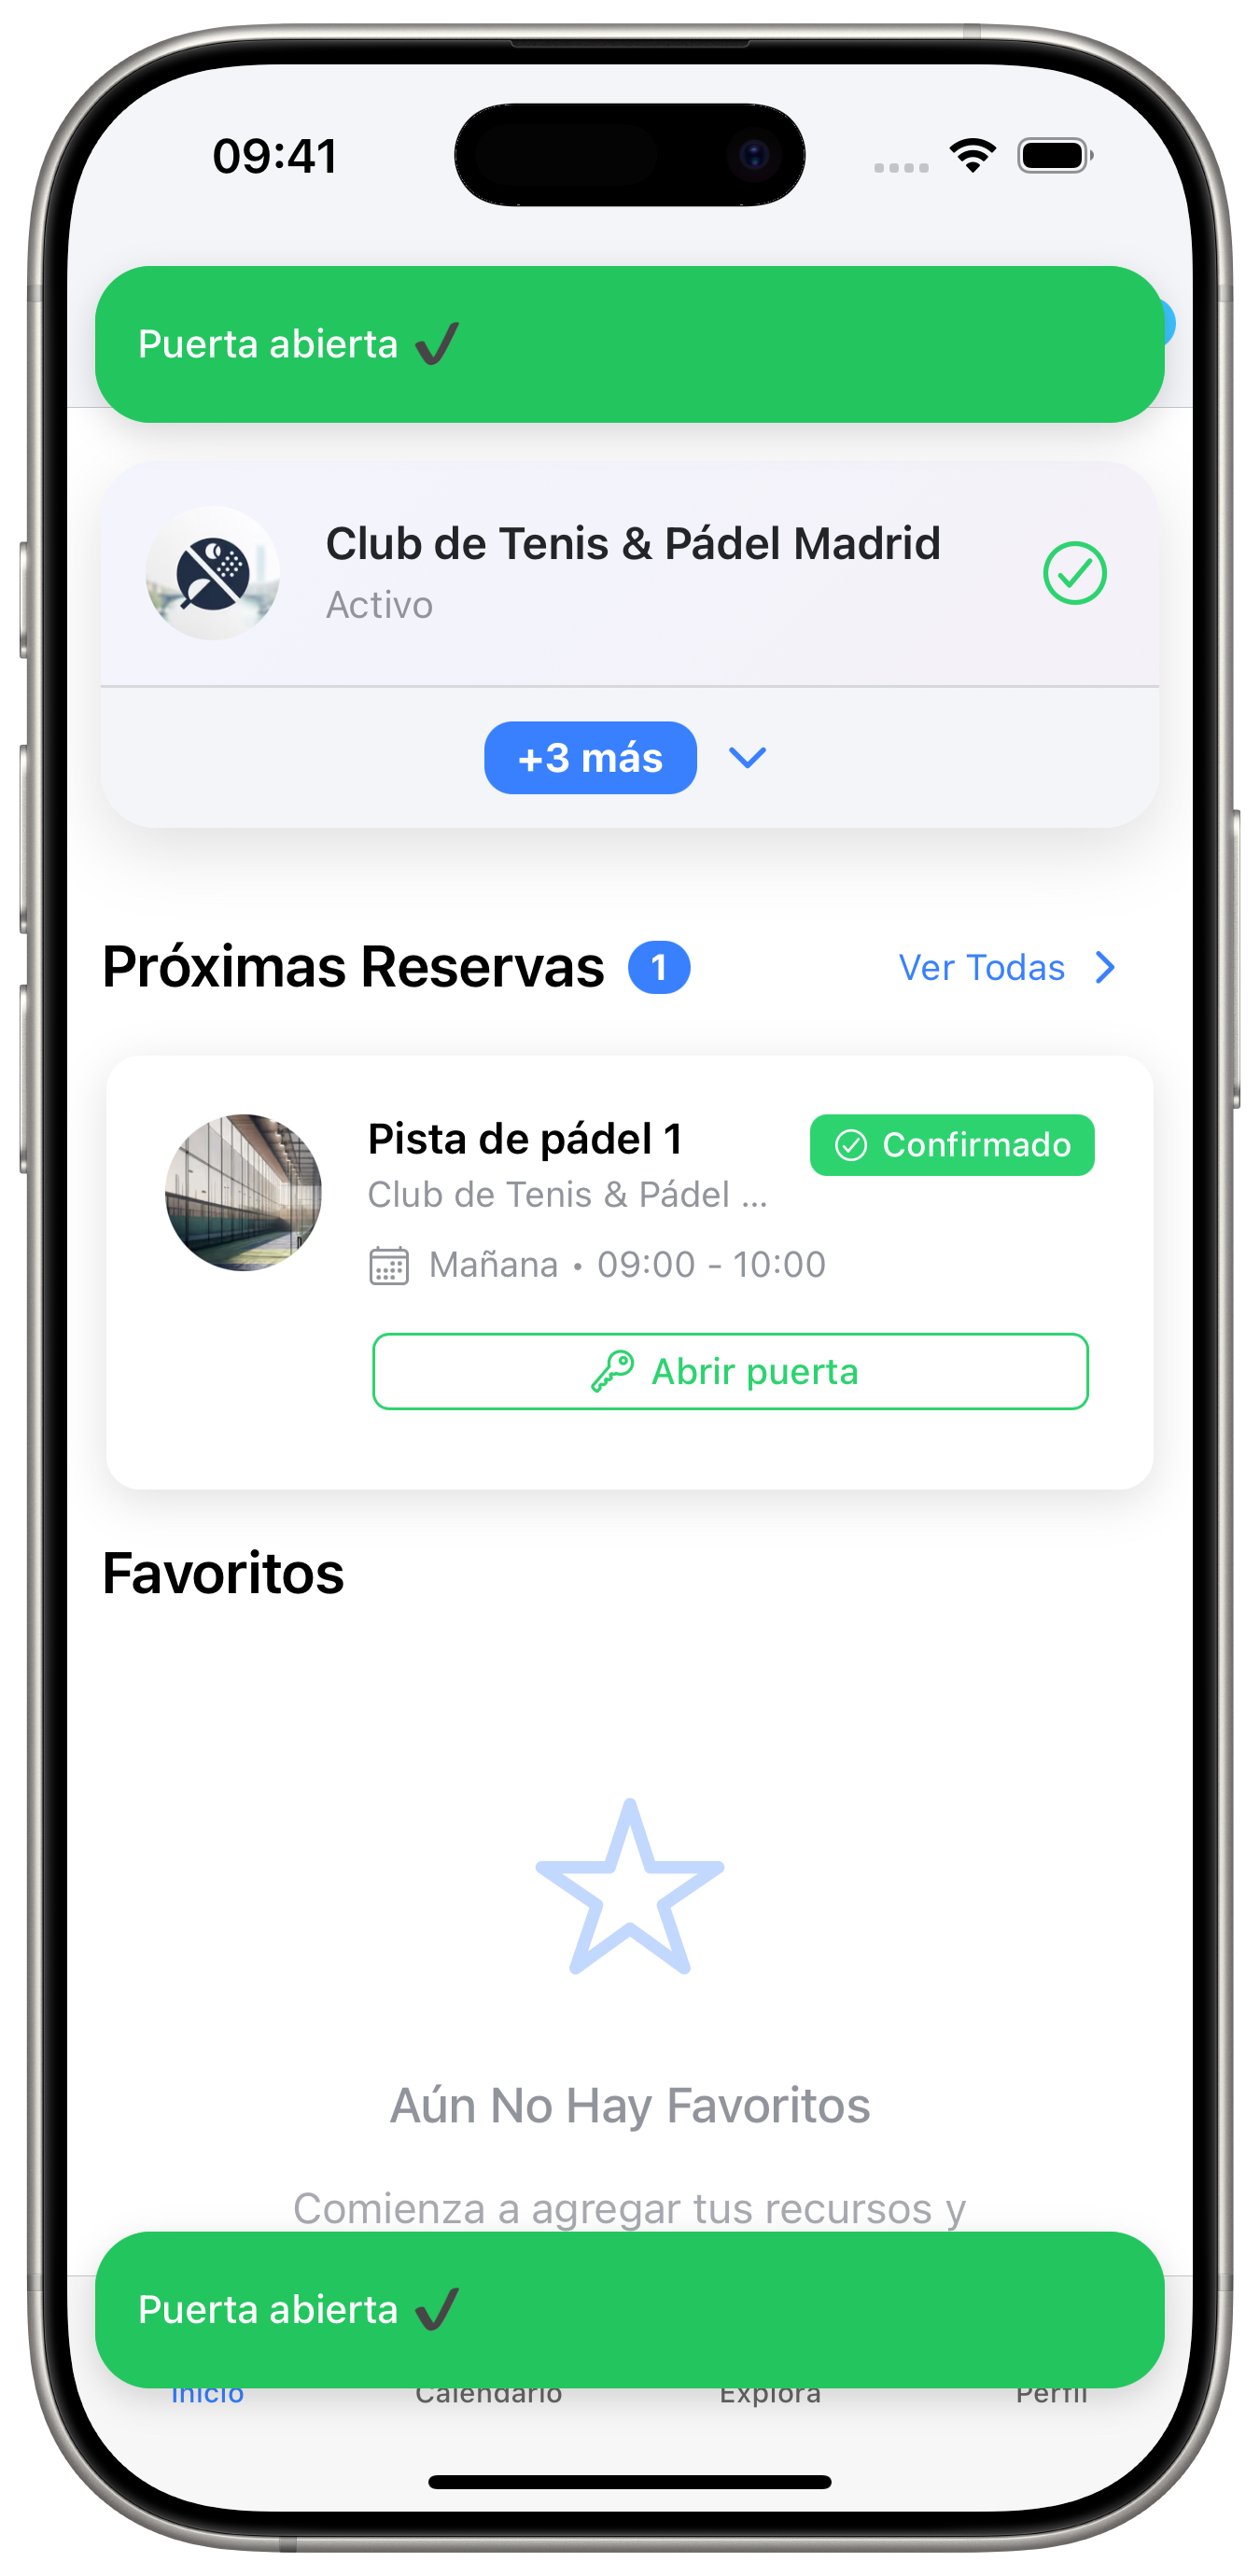 09:41
Puerta abierta ✔
Club de Tenis & Pádel Madrid
Activo
+3 más
Próximas Reservas 1 Ver Todas
Pista de pádel 1
Confirmado
Club de Tenis & Pádel ...
Mañana • 09:00 - 10:00
Abrir puerta
Favoritos
Aún No Hay Favoritos
Comienza a agregar tus recursos y
Puerta abierta ✔
Inicio Calendario Explora Perfil